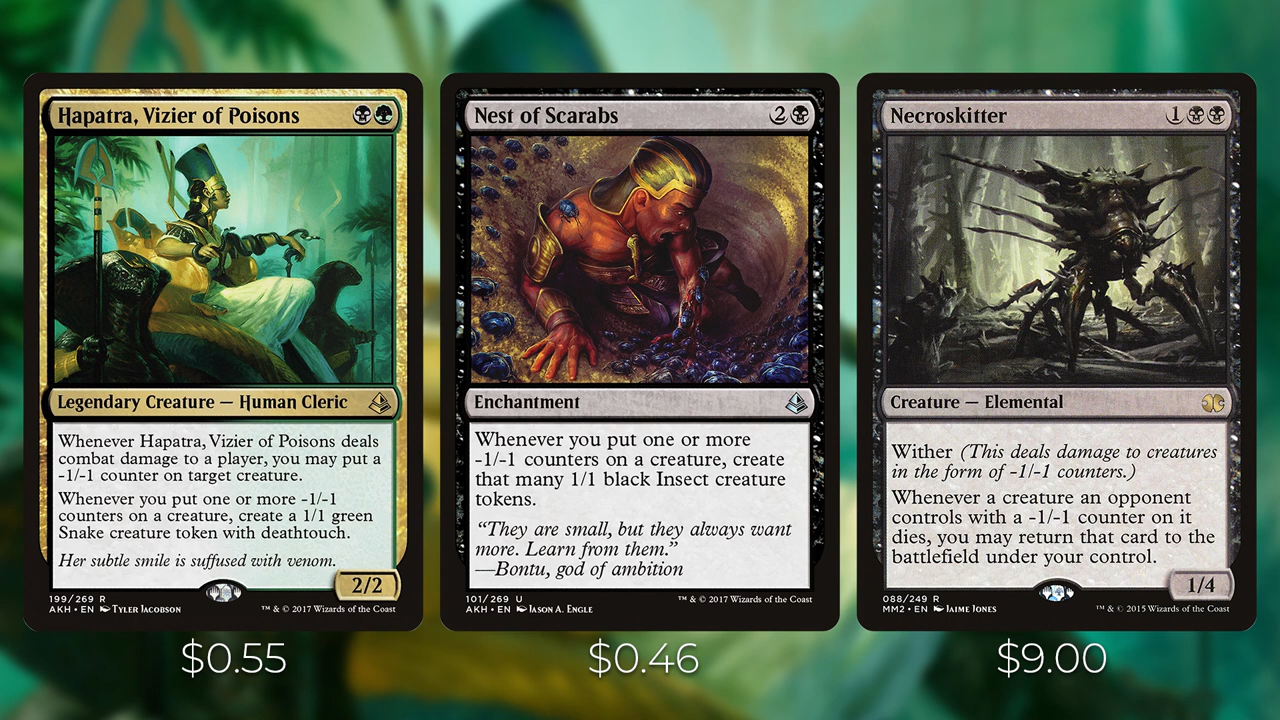 Hapatra, Vizier of Poisons
Legendary Creature — Human Cleric
Whenever Hapatra, Vizier of Poisons deals
combat damage to a player, you may put a
-1/-1 counter on target creature.
Whenever you put one or more -1/-1
counters on a creature, create a 1/1 green
Snake creature token with deathtouch.
Her subtle smile is suffused with venom.
2/2
199/269 R
AKH • EN Tyler Jacobson
™ & © 2017 Wizards of the Coast
$0.55
Nest of Scarabs
2
Enchantment
Whenever you put one or more
-1/-1 counters on a creature, create
that many 1/1 black Insect creature
tokens.
“They are small, but they always want
more. Learn from them.”
—Bontu, god of ambition
101/269 U
AKH • EN Jason A. Engle
™ & © 2017 Wizards of the Coast
$0.46
Necroskitter
1
Creature — Elemental
Wither (This deals damage to creatures
in the form of -1/-1 counters.)
Whenever a creature an opponent
controls with a -1/-1 counter on it
dies, you may return that card to the
battlefield under your control.
1/4
088/249 R
MM2 • EN Jaime Jones
™ & © 2015 Wizards of the Coast
$9.00